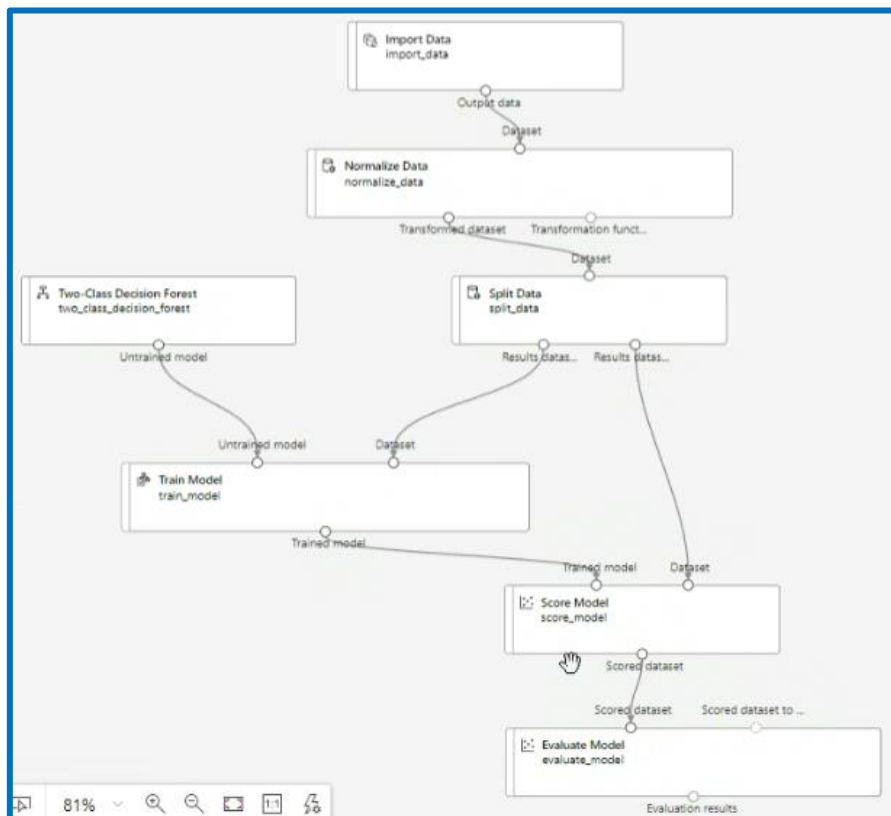 Import Data
import_data
Output data
Dataset
Normalize Data
normalize_data
Transformed dataset
Transformation funct...
Dataset
Two-Class Decision Forest
two_class_decision_forest
Untrained model
Split Data
split_data
Results datas...
Results datas...
Untrained model
Dataset
Train Model
train_model
Trained model
Trained model
Dataset
Score Model
score_model
Scored dataset
Scored dataset
Scored dataset to ...
Evaluate Model
evaluate_model
Evaluation results
81%
1:1